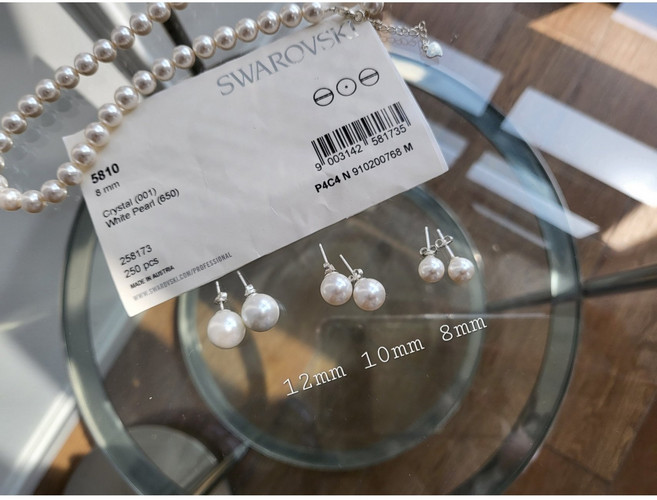 SWAROVSKI
5810
8 mm
Crystal (001)
White Pearl (650)
9 003142 581735
P4C4 N 910200768 M
258173
250 pcs
MADE IN AUSTRIA
WWW.SWAROVSKI.COM/PROFESSIONAL
12mm 10mm 8mm